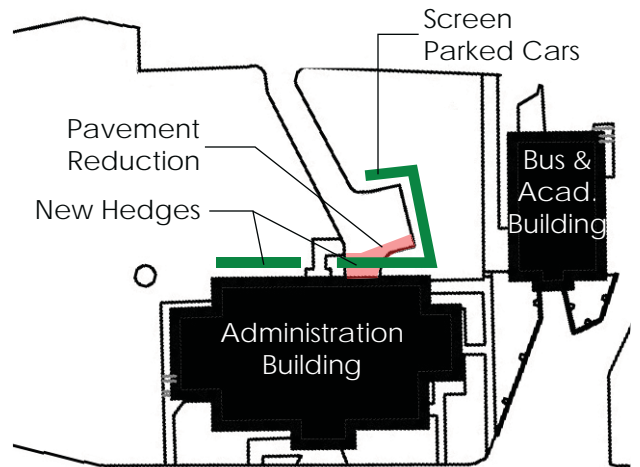 Screen
Parked Cars
Pavement
Reduction
New Hedges
Bus &
Acad.
Building
Administration
Building